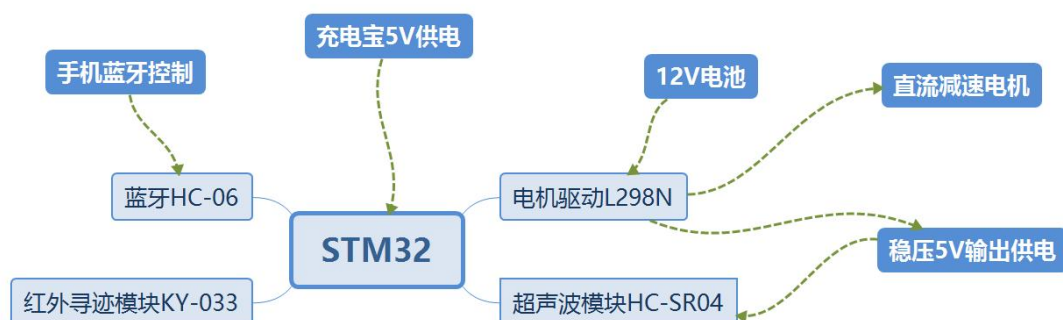 充电宝5V供电
手机蓝牙控制
12V电池
直流减速电机
蓝牙HC-06
电机驱动L298N
STM32
稳压5V输出供电
红外寻迹模块KY-033
超声波模块HC-SR04